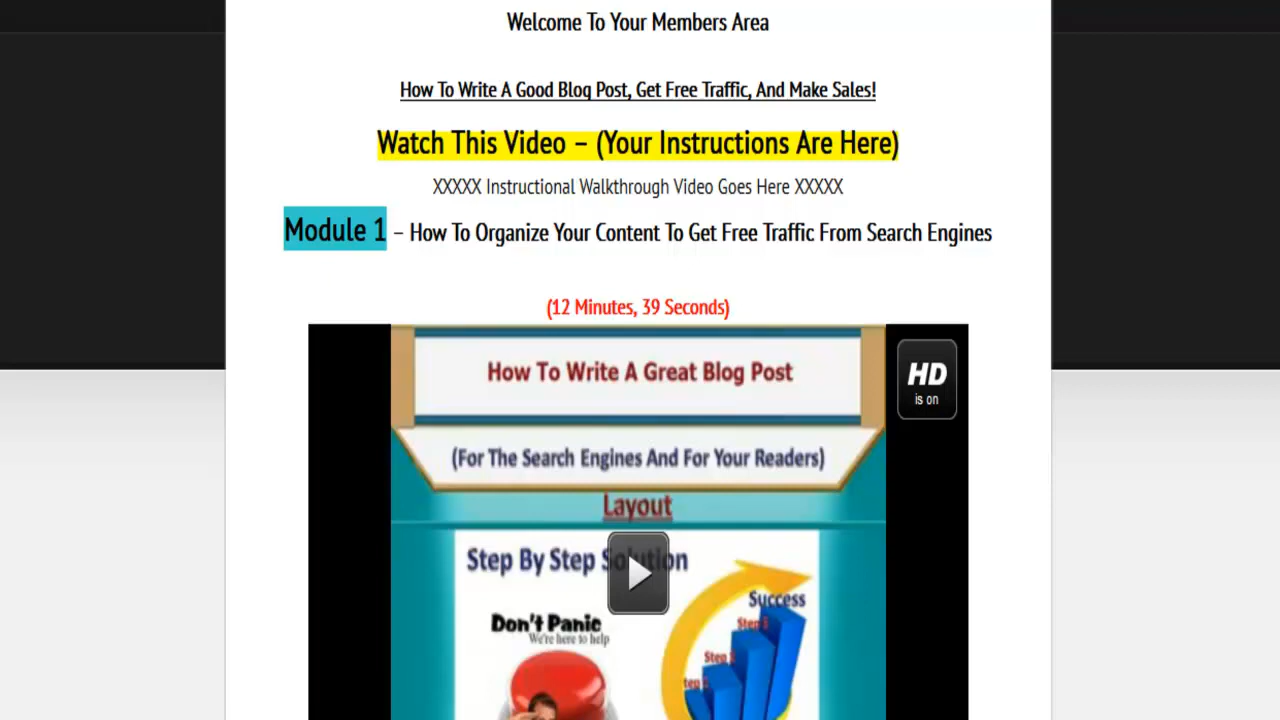 Welcome To Your Members Area
How To Write A Good Blog Post, Get Free Traffic, And Make Sales!
Watch This Video – (Your Instructions Are Here)
XXXXX Instructional Walkthrough Video Goes Here XXXXX
Module 1 – How To Organize Your Content To Get Free Traffic From Search Engines
(12 Minutes, 39 Seconds)
How To Write A Great Blog Post
HD
is on
(For The Search Engines And For Your Readers)
Layout
Step By Step Solution
Success
Don't Panic
We're here to help
Step
Step